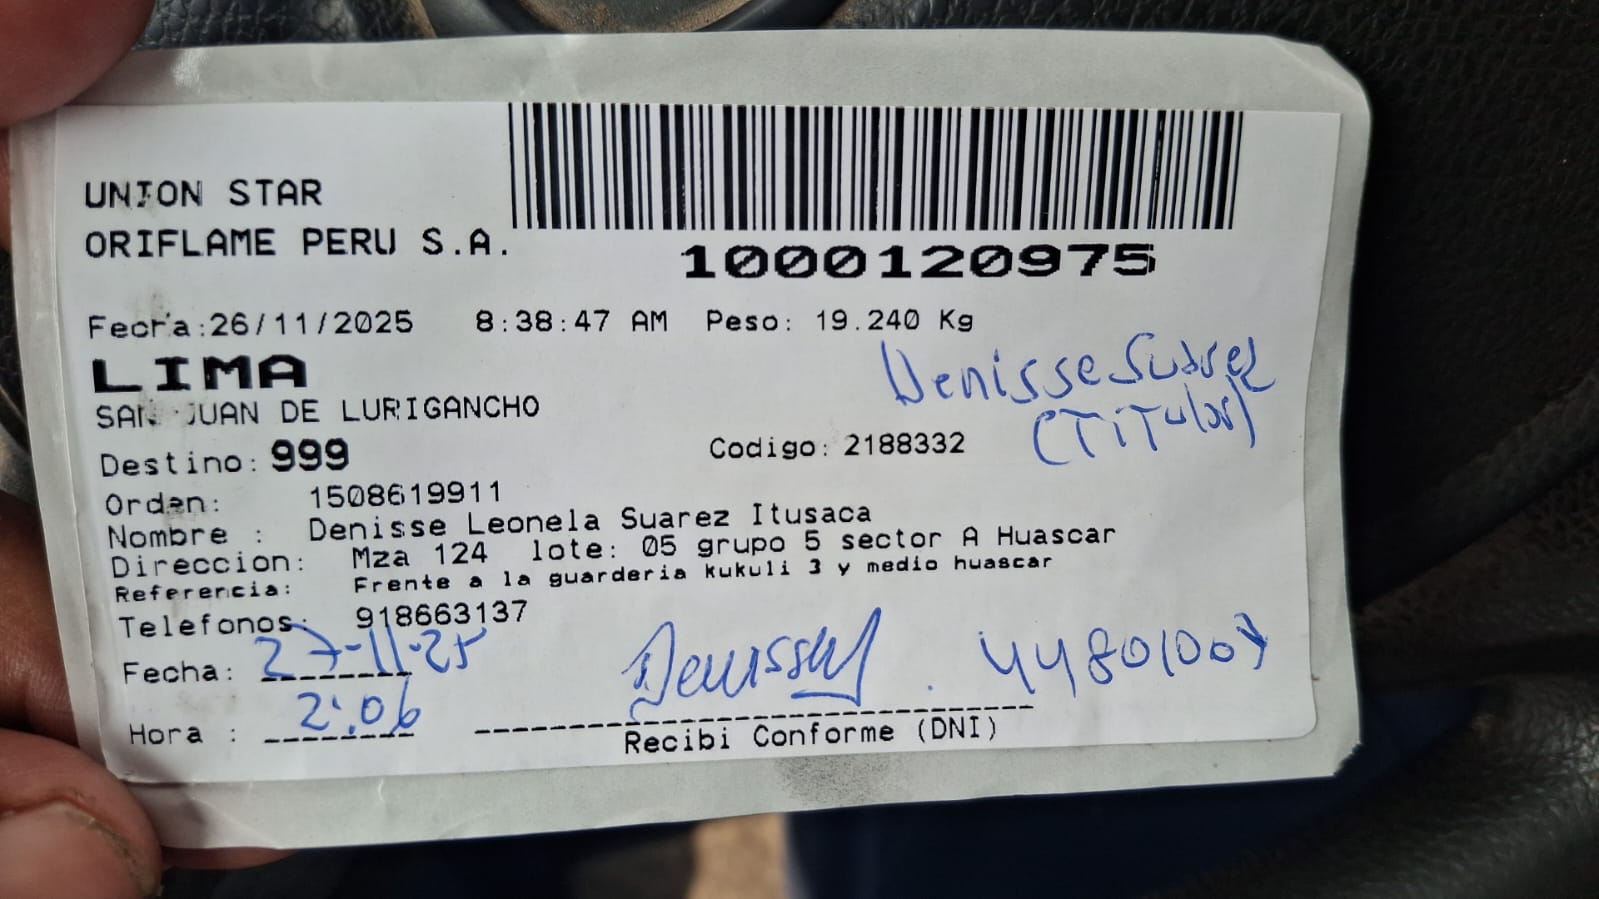 UNION STAR
ORIFLAME PERU S.A.
1000120975
Fecha:26/11/2025 8:38:47 AM Peso: 19.240 Kg
LIMA
SAN JUAN DE LURIGANCHO
Denisse Suarez
(Titular)
Destino: 999 Codigo: 2188332
Orden: 1508619911
Nombre : Denisse Leonela Suarez Itusaca
Direccion: Mza 124 lote: 05 grupo 5 sector A Huascar
Referencia: Frente a la guarderia kukuli 3 y medio huascar
Telefonos: 918663137
Fecha: 27-11-25
Hora : 2:06
Recibi Conforme (DNI)